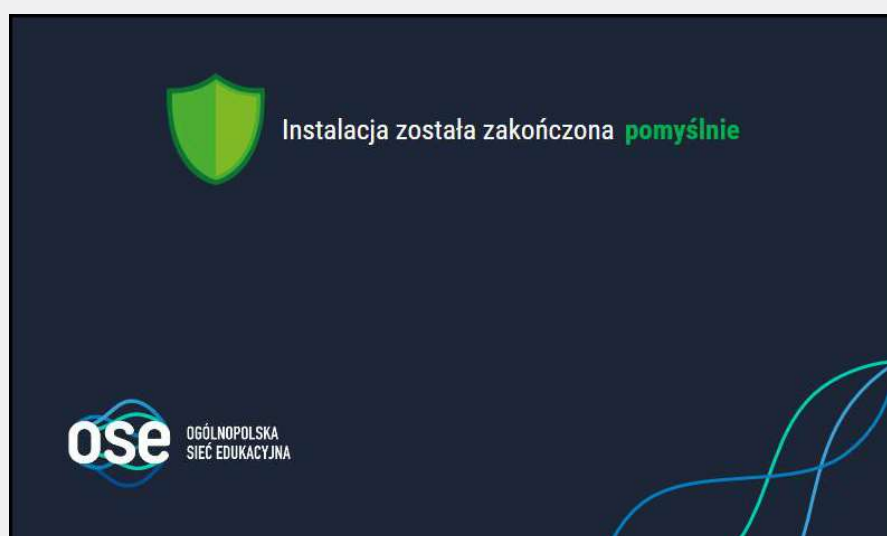 Instalacja została zakończona pomyślnie
ose
OGÓLNOPOLSKA
SIEĆ EDUKACYJNA